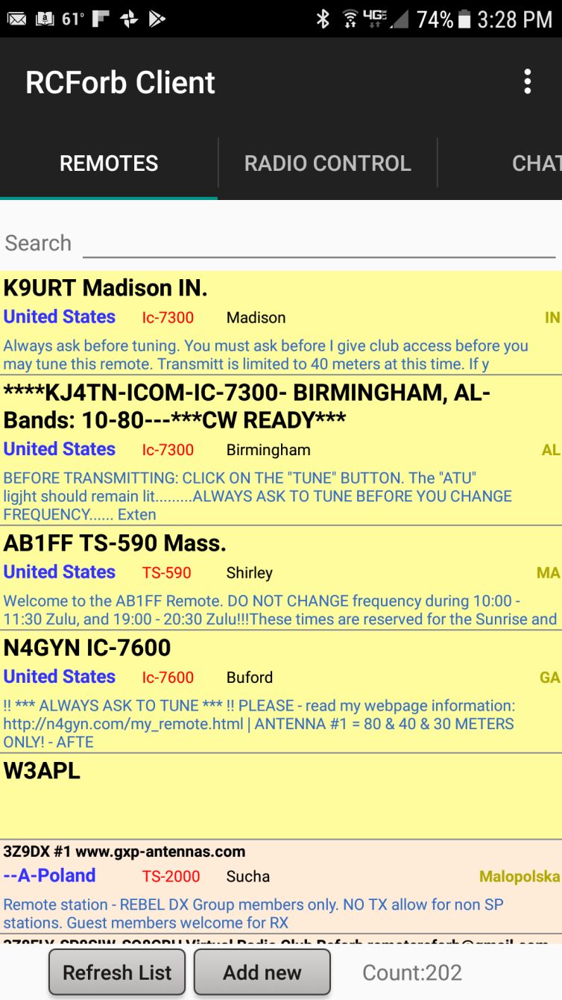 61° 4G LTE 74% 3:28 PM
RCForb Client
REMOTES RADIO CONTROL CHAT
Search
K9URT Madison IN.
United States Ic-7300 Madison IN
Always ask before tuning. You must ask before I give club access before you
may tune this remote. Transmitt is limited to 40 meters at this time. If y
****KJ4TN-ICOM-IC-7300- BIRMINGHAM, AL-
Bands: 10-80---***CW READY***
United States Ic-7300 Birmingham AL
BEFORE TRANSMITTING: CLICK ON THE "TUNE" BUTTON. The "ATU"
ligjht should remain lit.........ALWAYS ASK TO TUNE BEFORE YOU CHANGE
FREQUENCY...... Exten
AB1FF TS-590 Mass.
United States TS-590 Shirley MA
Welcome to the AB1FF Remote. DO NOT CHANGE frequency during 10:00 -
11:30 Zulu, and 19:00 - 20:30 Zulu!!!These times are reserved for the Sunrise and
N4GYN IC-7600
United States Ic-7600 Buford GA
!! *** ALWAYS ASK TO TUNE *** !! PLEASE - read my webpage information:
http://n4gyn.com/my_remote.html | ANTENNA #1 = 80 & 40 & 30 METERS
ONLY! - AFTE
W3APL
3Z9DX #1 www.gxp-antennas.com
--A-Poland TS-2000 Sucha Malopolska
Remote station - REBEL DX Group members only. NO TX allow for non SP
stations. Guest members welcome for RX
Virtual Radio Club
Refresh List Add new Count:202